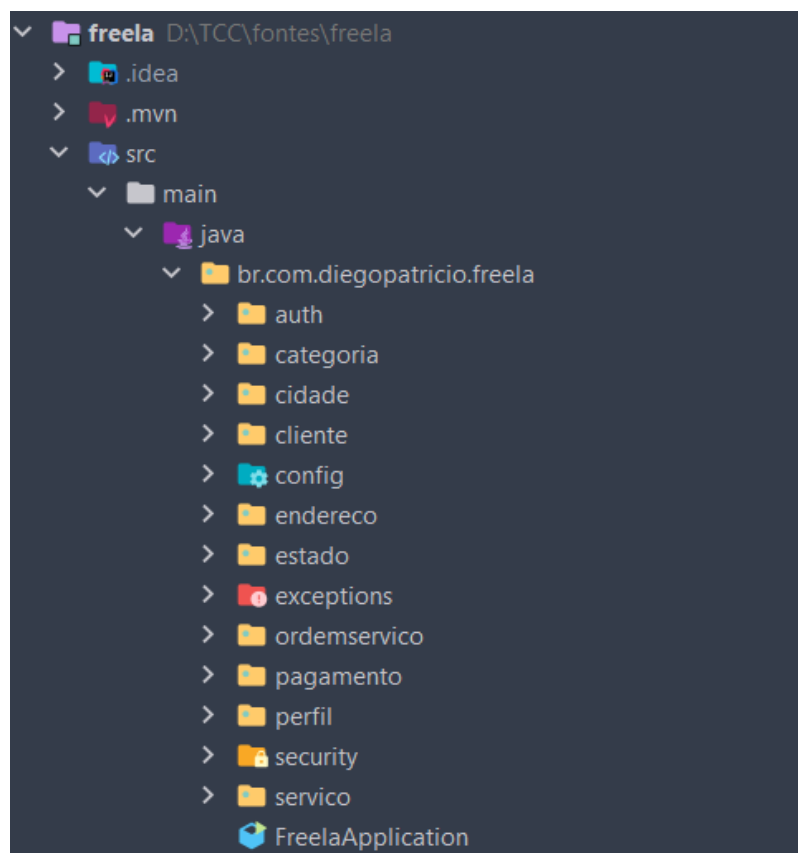 freela D:\TCC\fontes\freela
.idea
.mvn
src
main
java
br.com.diegopatricio.freela
auth
categoria
cidade
cliente
config
endereco
estado
exceptions
ordemservico
pagamento
perfil
security
servico
FreelaApplication